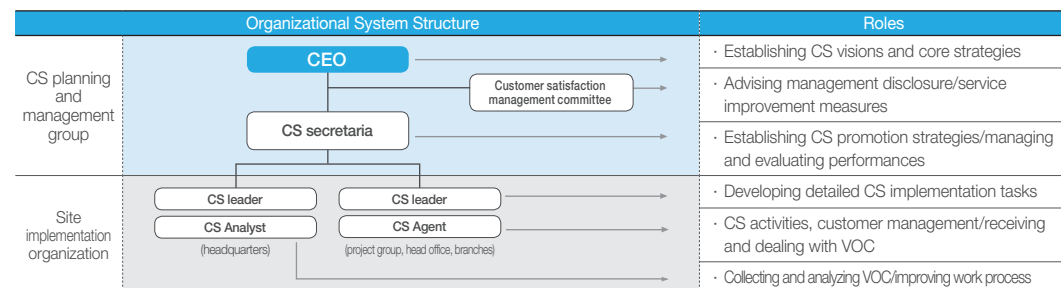 Organizational System Structure
Roles
CS planning
and
management
group
CEO
· Establishing CS visions and core strategies
Customer satisfaction
management committee
· Advising management disclosure/service
improvement measures
CS secretaria
· Establishing CS promotion strategies/managing
and evaluating performances
Site
implementation
organization
CS leader
CS leader
· Developing detailed CS implementation tasks
CS Analyst
CS Agent
· CS activities, customer management/receiving
and dealing with VOC
(headquarters)
(project group, head office, branches)
· Collecting and analyzing VOC/improving work process